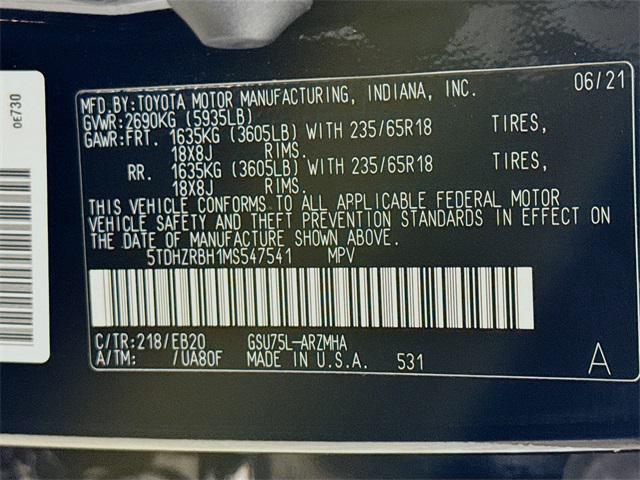 0E730
MFD.BY:TOYOTA MOTOR MANUFACTURING, INDIANA, INC. 06/21
GVWR:2690KG (5935LB)
GAWR:FRT. 1635KG (3605LB) WITH 235/65R18 TIRES,
18X8J RIMS.
RR. 1635KG (3605LB) WITH 235/65R18 TIRES,
18X8J RIMS.
THIS VEHICLE CONFORMS TO ALL APPLICABLE FEDERAL MOTOR
VEHICLE SAFETY AND THEFT PREVENTION STANDARDS IN EFFECT ON
THE DATE OF MANUFACTURE SHOWN ABOVE.
5TDHZRBH1MS547541 MPV
C/TR:218/EB20 GSU75L-ARZMHA
A/TM: /UA80F MADE IN U.S.A. 531 A